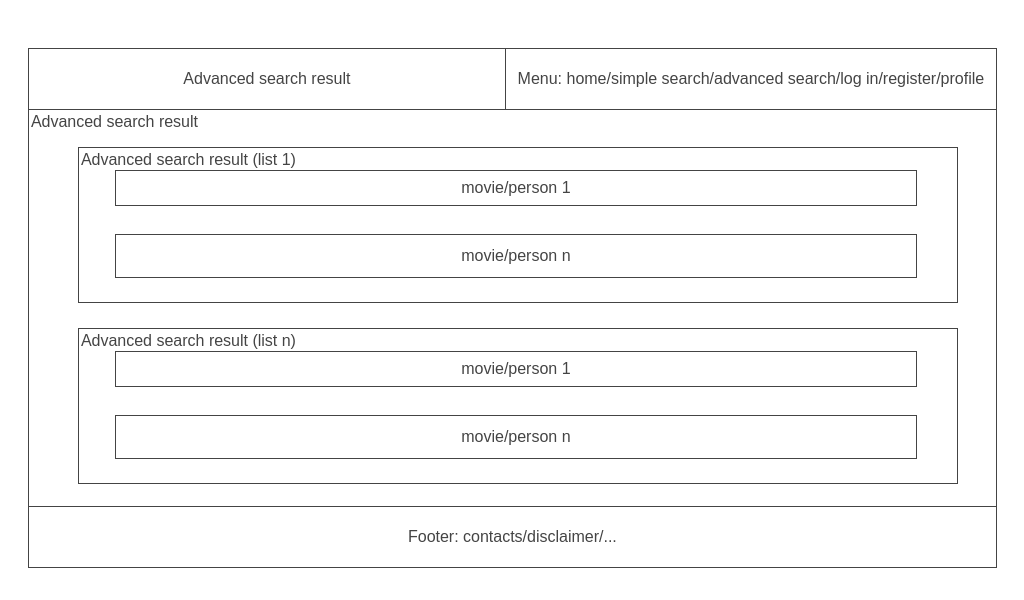 Advanced search result
Menu: home/simple search/advanced search/log in/register/profile
Advanced search result
Advanced search result (list 1)
movie/person 1
movie/person n
Advanced search result (list n)
movie/person 1
movie/person n
Footer: contacts/disclaimer/...